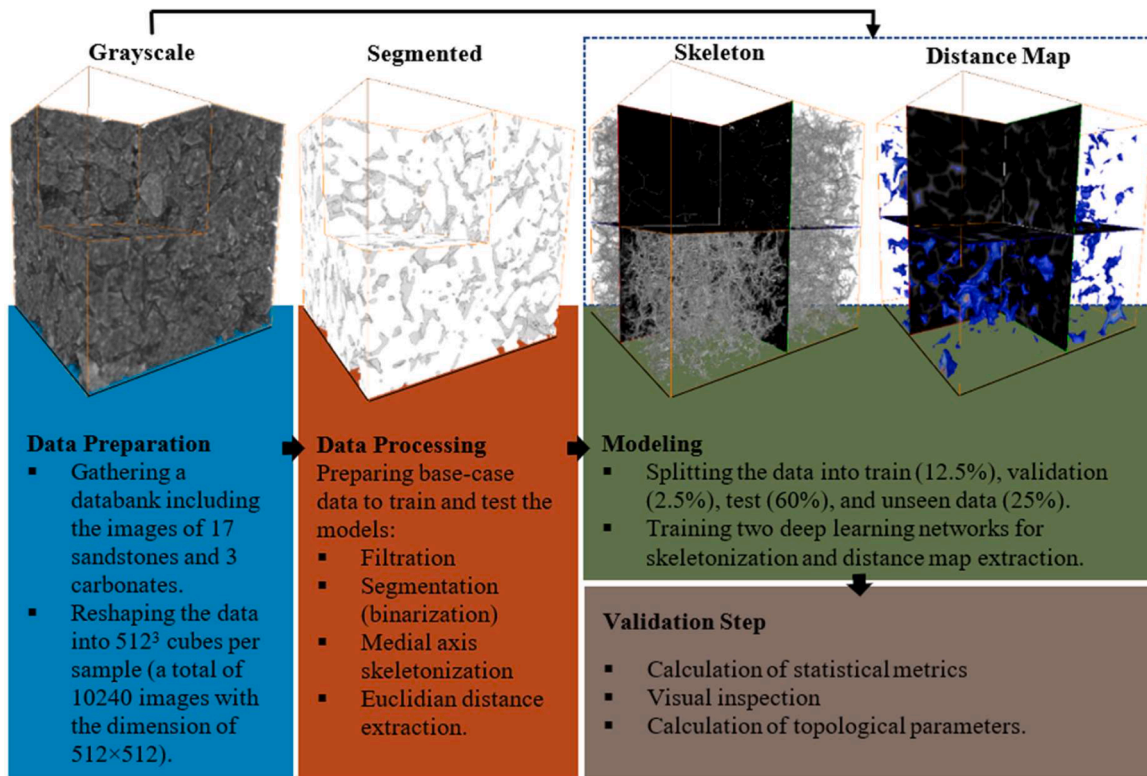 Grayscale
Segmented
Skeleton
Distance Map
Data Preparation
▪ Gathering a
databank including
the images of 17
sandstones and 3
carbonates.
▪ Reshaping the data
into 512³ cubes per
sample (a total of
10240 images with
the dimension of
512×512).
Data Processing
Preparing base-case
data to train and test the
models:
▪ Filtration
▪ Segmentation
(binarization)
▪ Medial axis
skeletonization
▪ Euclidian distance
extraction.
Modeling
▪ Splitting the data into train (12.5%), validation
(2.5%), test (60%), and unseen data (25%).
▪ Training two deep learning networks for
skeletonization and distance map extraction.
Validation Step
▪ Calculation of statistical metrics
▪ Visual inspection
▪ Calculation of topological parameters.